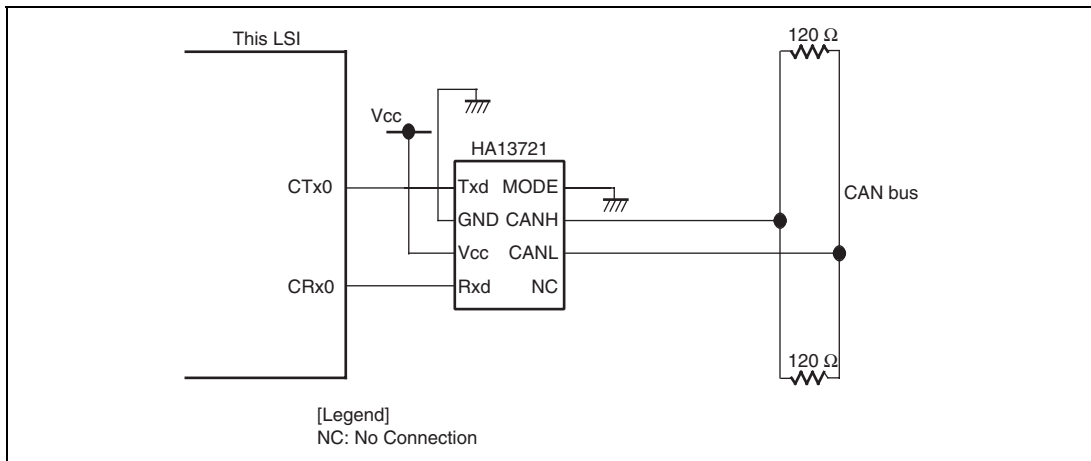 This LSI
120 Ω
Vcc
HA13721
CTx0
Txd MODE
CAN bus
GND CANH
Vcc CANL
CRx0
Rxd NC
120 Ω
[Legend]
NC: No Connection